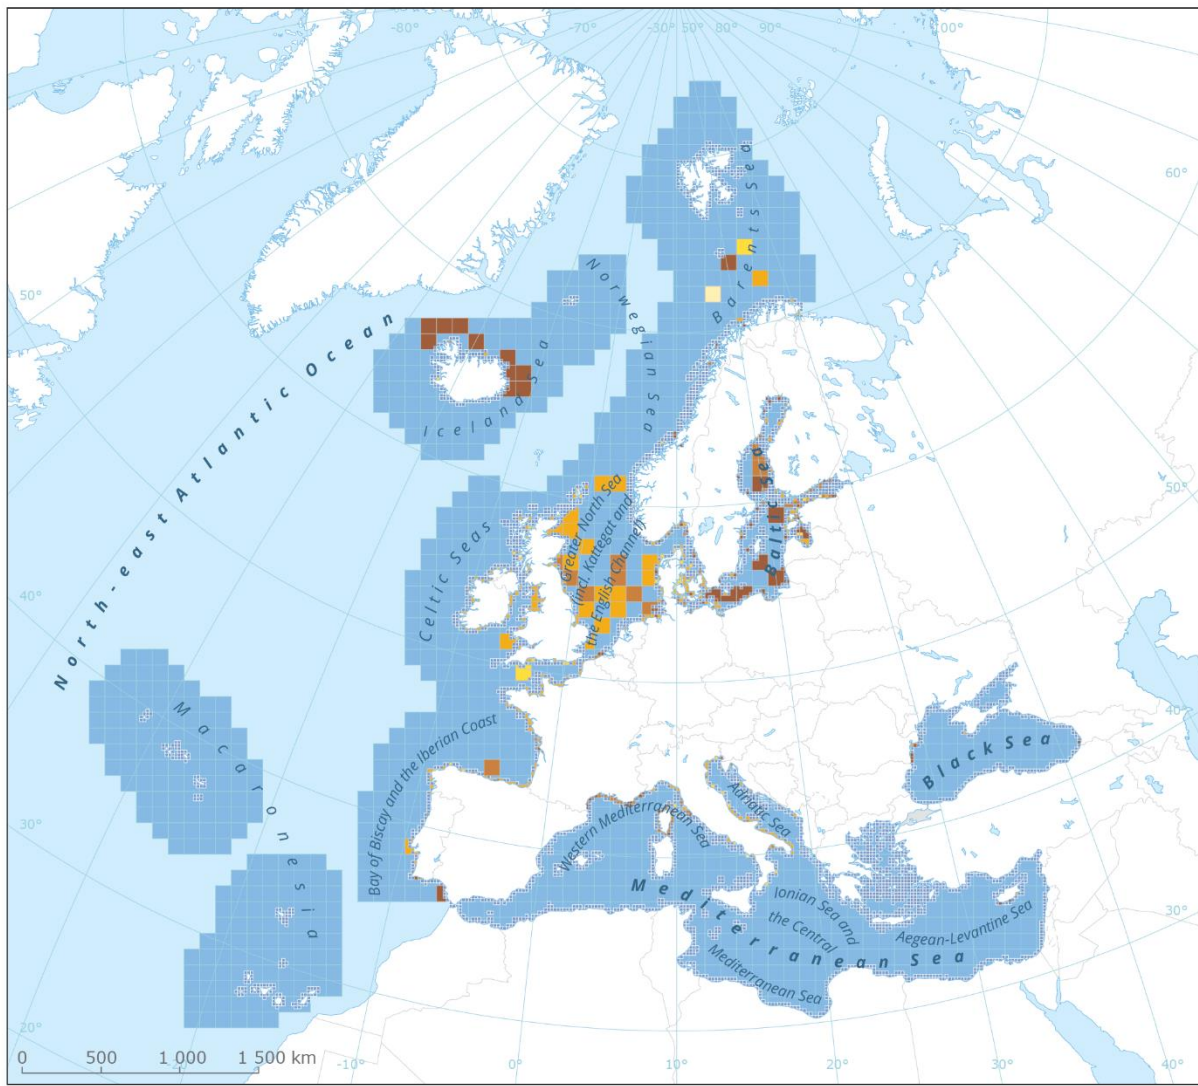 -80°
-70°
-30°
50°
80°
90°
100°
60°
50°
50°
40°
40°
30°
30°
20°
-10°
0°
10°
20°
30°
40°
Barents Sea
Norwegian Sea
North-east Atlantic Ocean
Iceland Sea
Celtic Seas
Greater North Sea
(incl. Kattegat and
the English Channel)
Baltic Sea
Macaronesia
Bay of Biscay and the Iberian Coast
Black Sea
Adriatic Sea
Western Mediterranean Sea
Mediterranean Sea
Ionian Sea and
the Central
Mediterranean Sea
Aegean-Levantine Sea
0 500 1 000 1 500 km